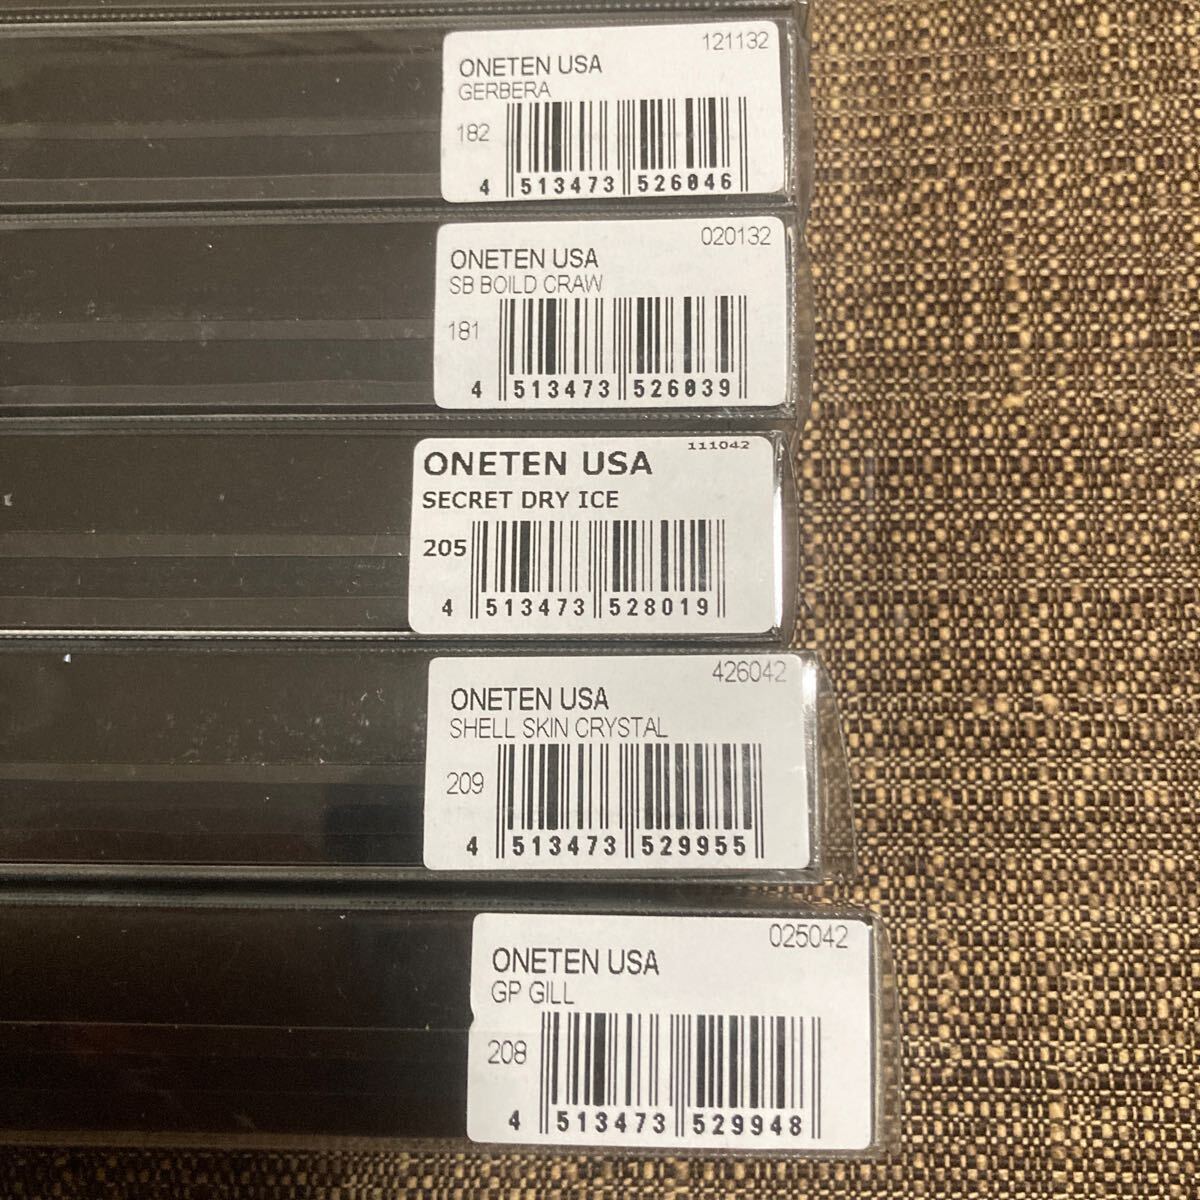 121132
ONETEN USA
GERBERA
182
4 513473 526046
020132
ONETEN USA
SB BOILD CRAW
181
4 513473 526039
111042
ONETEN USA
SECRET DRY ICE
205
4 513473 528019
426042
ONETEN USA
SHELL SKIN CRYSTAL
209
4 513473 529955
025042
ONETEN USA
GP GILL
208
4 513473 529948